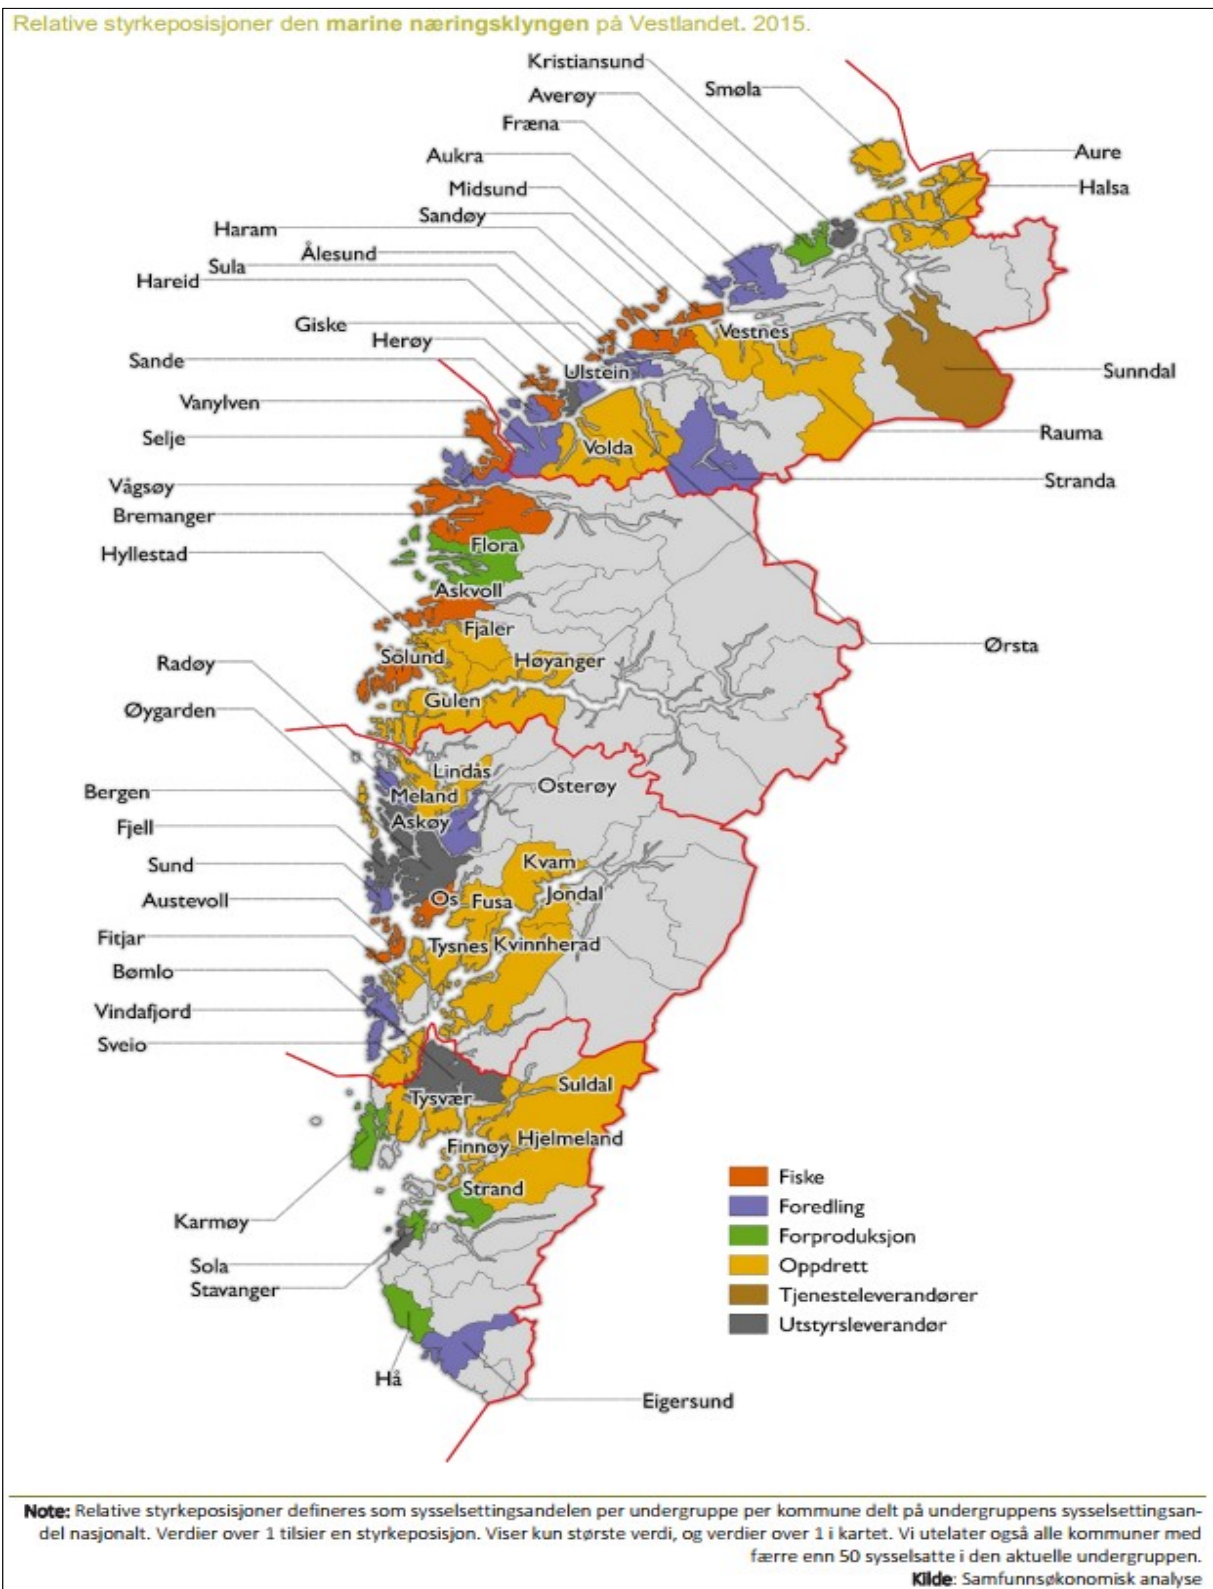 Relative styrkeposisjoner den marine næringsklyngen på Vestlandet. 2015.
Kristiansund
Smøla
Averøy
Fræna
Aukra
Aure
Midsund
Halsa
Sandøy
Haram
Ålesund
Sula
Hareid
Giske
Herøy
Vestnes
Sande
Ulstein
Sunndal
Vanylven
Rauma
Selje
Volda
Stranda
Vågsøy
Bremanger
Flora
Hyllestad
Askvoll
Fjaler
Ørsta
Solund
Høyanger
Radøy
Gulen
Øygarden
Lindås
Osterøy
Bergen
Meland
Askøy
Fjell
Kvam
Sund
Jondal
Austevoll
Os
Fusa
Fitjar
Tysnes
Kvinnherad
Bømlo
Vindafjord
Sveio
Suldal
Tysvær
Hjelmeland
Finnøy
Strand
Karmøy
Sola
Stavanger
Hå
Eigersund
Fiske
Foredling
Forproduksjon
Oppdrett
Tjenesteleverandører
Utstyrsleverandør
Note: Relative styrkeposisjoner defineres som sysselsettingsandelen per undergruppe per kommune delt på undergruppens sysselsettingsan-
del nasjonalt. Verdier over 1 tilsier en styrkeposisjon. Viser kun største verdi, og verdier over 1 i kartet. Vi utelater også alle kommuner med
færre enn 50 sysselsatte i den aktuelle undergruppen.
Kilde: Samfunnsøkonomisk analyse